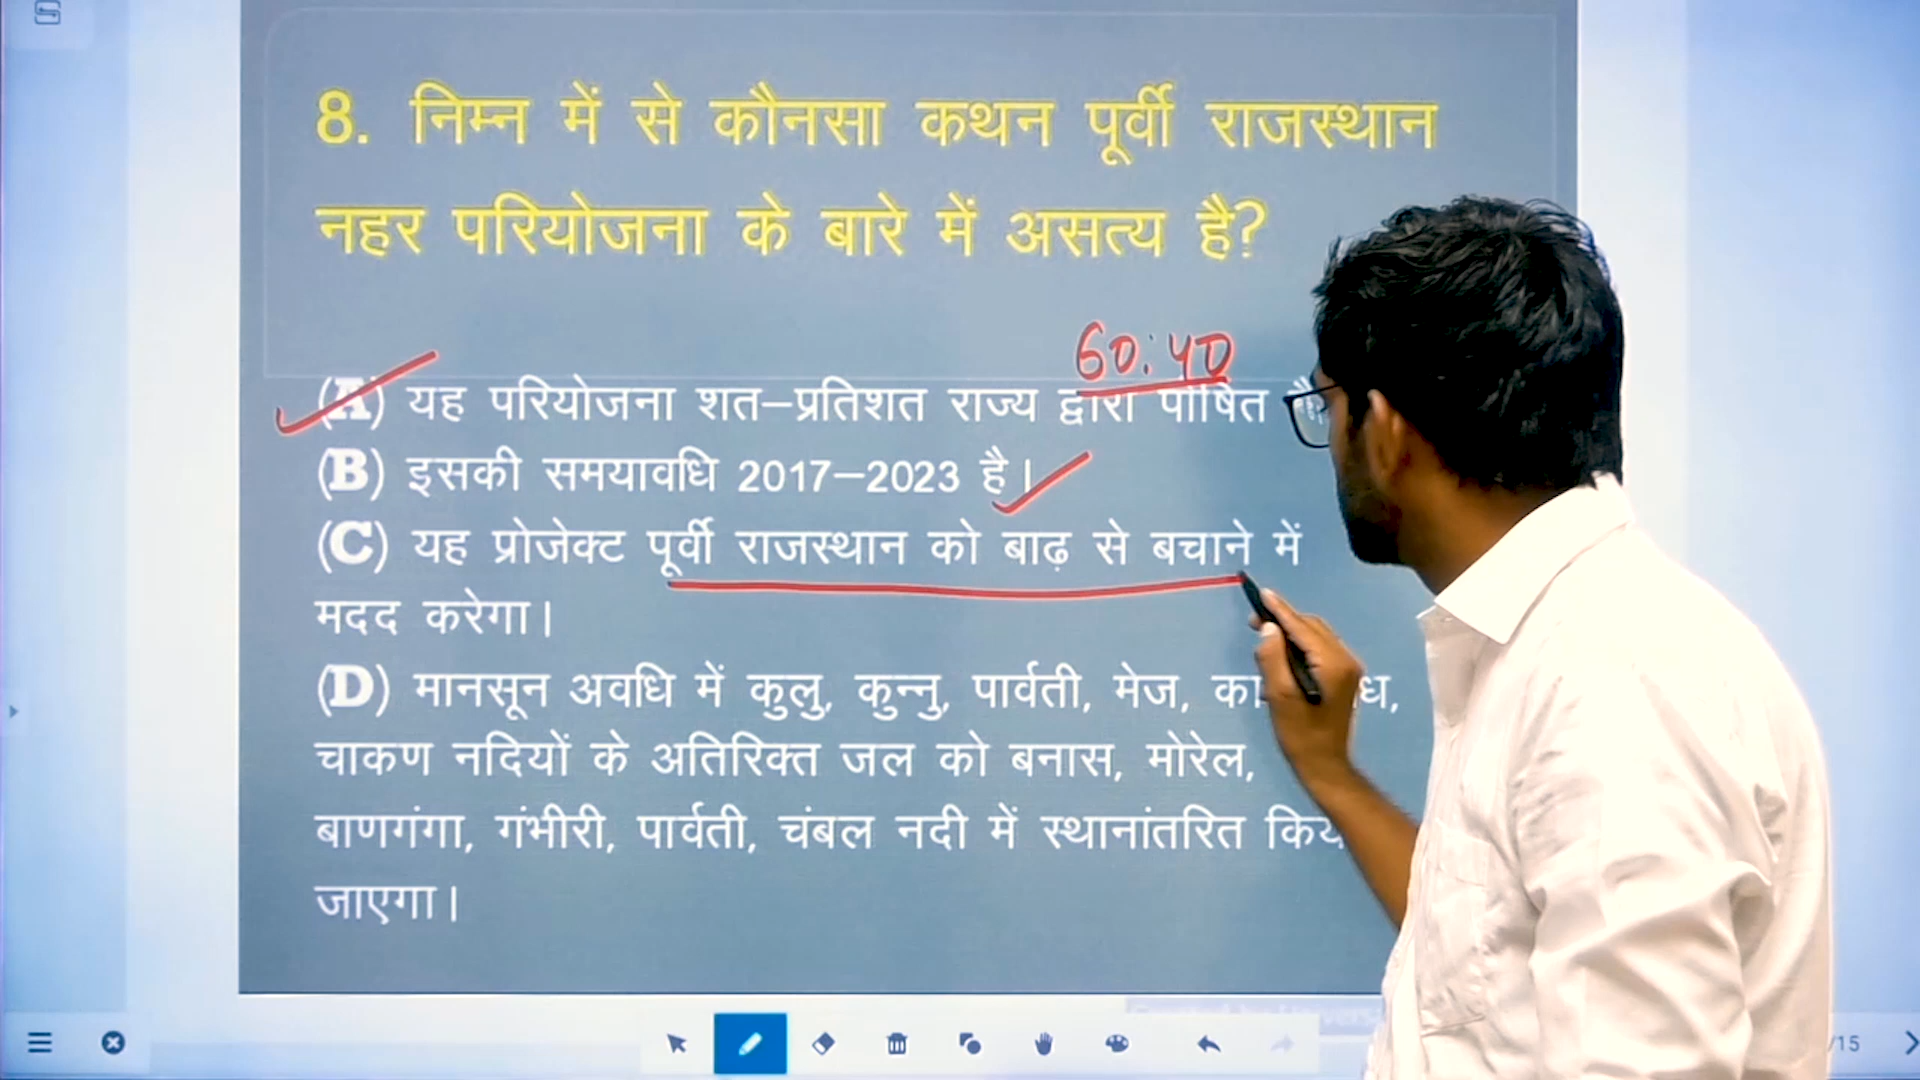 8. निम्न में से कौनसा कथन पूर्वी राजस्थान
नहर परियोजना के बारे में असत्य है?
60:40
(A) यह परियोजना शत–प्रतिशत राज्य द्वारा पोषित
(B) इसकी समयावधि 2017–2023 है।
(C) यह प्रोजेक्ट पूर्वी राजस्थान को बाढ़ से बचाने में
मदद करेगा।
(D) मानसून अवधि में कुलु, कुन्नु, पार्वती, मेज,
चाकण नदियों के अतिरिक्त जल को बनास, मोरेल,
बाणगंगा, गंभीरी, पार्वती, चंबल नदी में स्थानांतरित
जाएगा।
/15